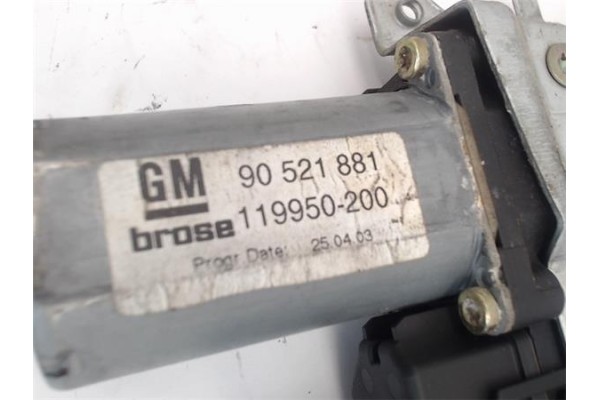 GM 90 521 881
brose 119950-200
Progr. Date: 25.04.03